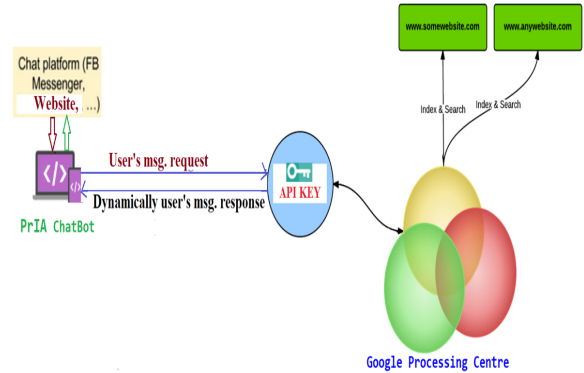 www.somewebsite.com
www.anywebsite.com
Chat platform (FB
Messenger,
Website, ...)
Index & Search
Index & Search
</>
</>
User's msg. request
Dynamically user's msg. response
API KEY
PrIA ChatBot
Google Processing Centre